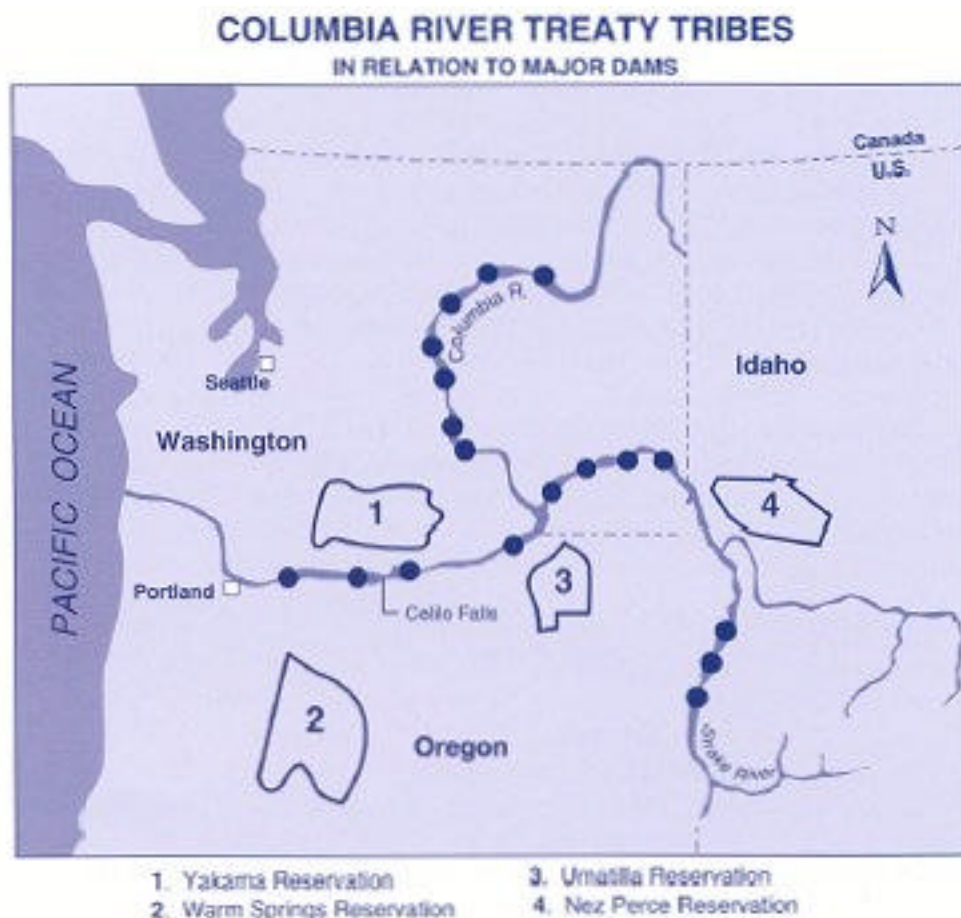 COLUMBIA RIVER TREATY TRIBES
IN RELATION TO MAJOR DAMS
Canada
U.S.
N
Columbia R.
Idaho
Seattle
Washington
PACIFIC OCEAN
1
4
Portland
Celilo Falls
3
2
Oregon
Snake River
1. Yakama Reservation
2. Warm Springs Reservation
3. Umatilla Reservation
4. Nez Perce Reservation